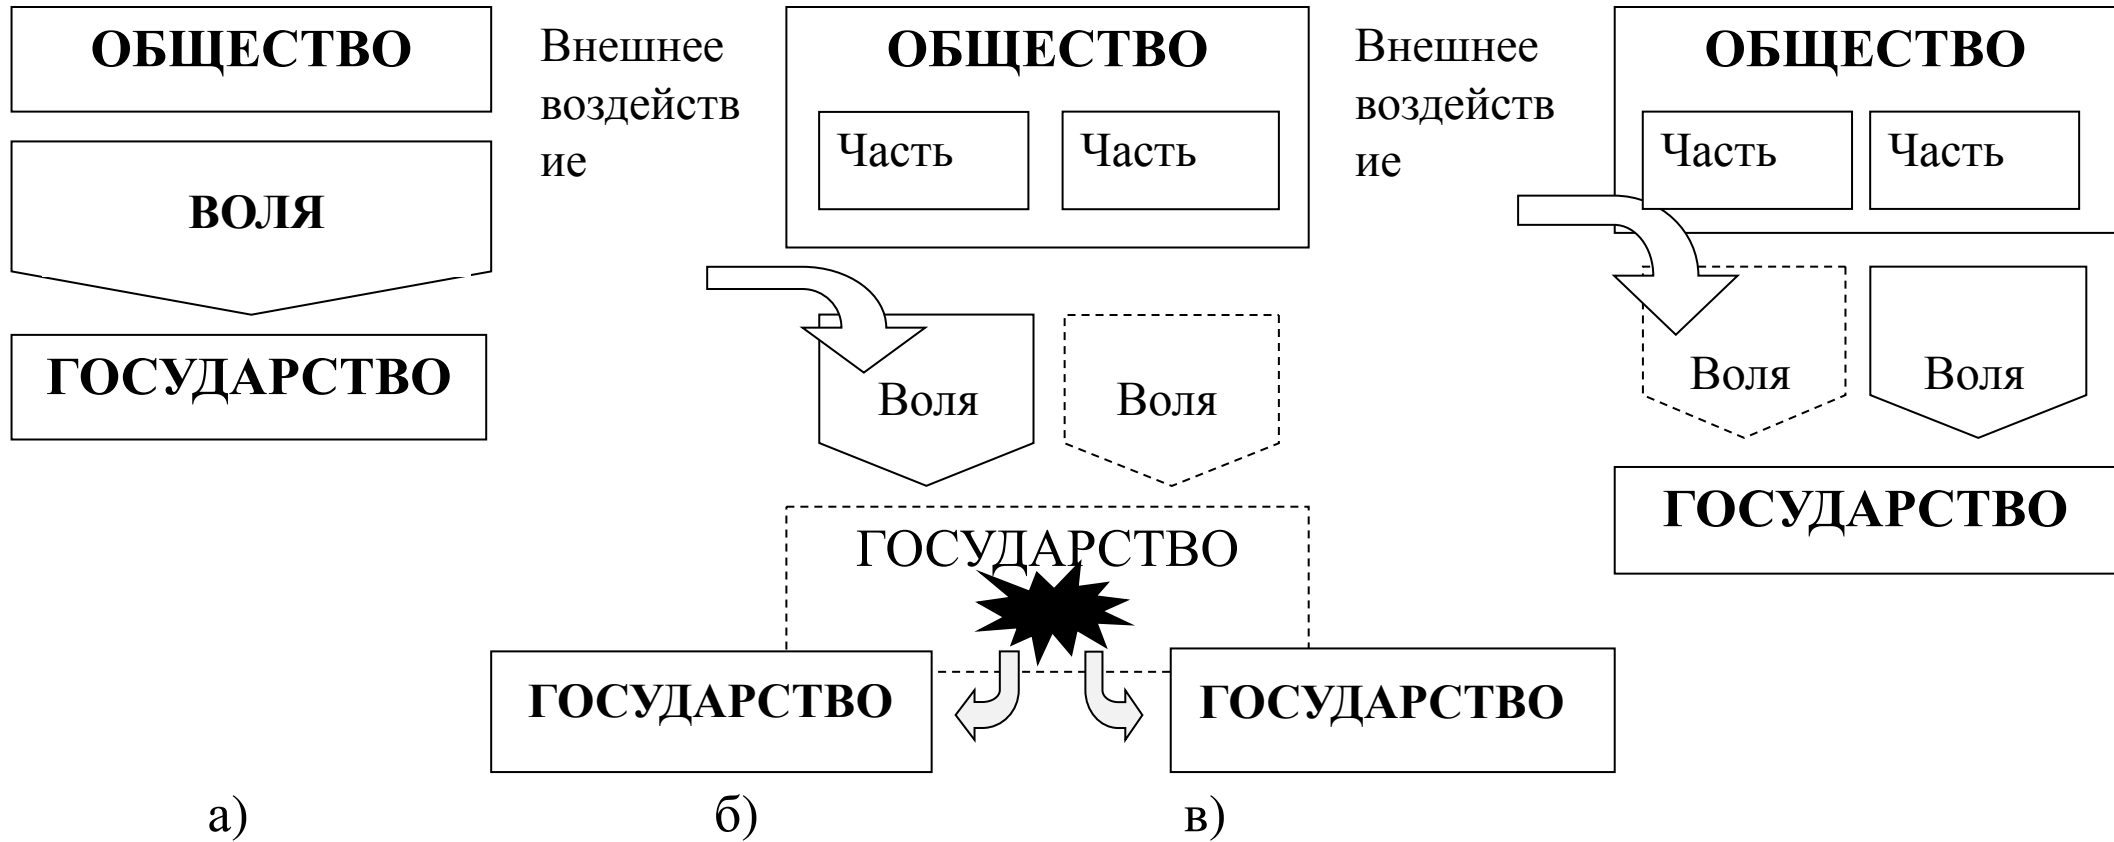 ОБЩЕСТВО
ВОЛЯ
ГОСУДАРСТВО
Внешнее
воздейств
ие
ОБЩЕСТВО
Часть
Часть
Воля
Воля
ГОСУДАРСТВО
ГОСУДАРСТВО
ГОСУДАРСТВО
Внешнее
воздейств
ие
ОБЩЕСТВО
Часть
Часть
Воля
Воля
ГОСУДАРСТВО
а)
б)
в)